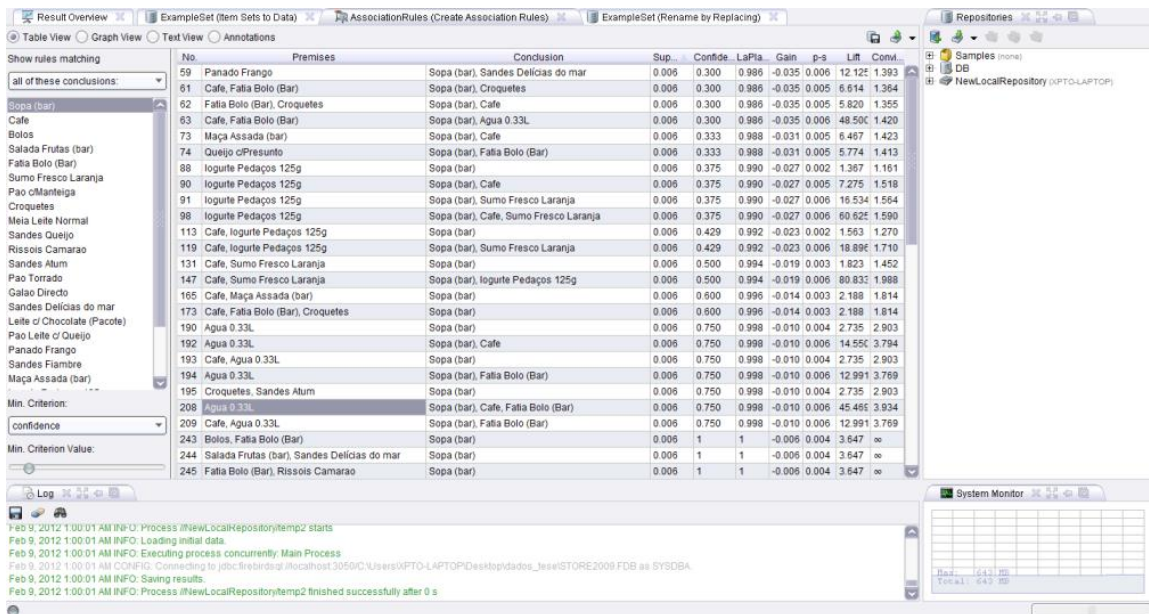 Result Overview
ExampleSet (Item Sets to Data)
AssociationRules (Create Association Rules)
ExampleSet (Rename by Replacing)
Repositories
Table View Graph View Text View Annotations
Show rules matching
all of these conclusions:
Sopa (bar)
Cafe
Bolos
Salada Frutas (bar)
Fatia Bolo (Bar)
Sumo Fresco Laranja
Pao c/Manteiga
Croquetes
Meia Leite Normal
Sandes Queijo
Rissois Camarao
Sandes Atum
Pao Torrado
Galao Directo
Sandes Delícias do mar
Leite c/ Chocolate (Pacote)
Pao Leite c/ Queijo
Panado Frango
Sandes Fiambre
Maça Assada (bar)
Min. Criterion:
confidence
Min. Criterion Value:
No. Premises Conclusion Sup... Confide... LaPla... Gain p-s Lift Convi...
59 Panado Frango Sopa (bar), Sandes Delícias do mar 0.006 0.300 0.986 -0.035 0.006 12.125 1.393
61 Cafe, Fatia Bolo (Bar) Sopa (bar), Croquetes 0.006 0.300 0.986 -0.035 0.005 6.614 1.364
62 Fatia Bolo (Bar), Croquetes Sopa (bar), Cafe 0.006 0.300 0.986 -0.035 0.005 5.820 1.355
63 Cafe, Fatia Bolo (Bar) Sopa (bar), Agua 0.33L 0.006 0.300 0.986 -0.035 0.006 48.500 1.420
73 Maça Assada (bar) Sopa (bar), Cafe 0.006 0.333 0.988 -0.031 0.005 6.467 1.423
74 Queijo c/Presunto Sopa (bar), Fatia Bolo (Bar) 0.006 0.333 0.988 -0.031 0.005 5.774 1.413
88 Iogurte Pedaços 125g Sopa (bar) 0.006 0.375 0.990 -0.027 0.002 1.367 1.161
90 Iogurte Pedaços 125g Sopa (bar), Cafe 0.006 0.375 0.990 -0.027 0.005 7.275 1.518
91 Iogurte Pedaços 125g Sopa (bar), Sumo Fresco Laranja 0.006 0.375 0.990 -0.027 0.006 16.534 1.564
98 Iogurte Pedaços 125g Sopa (bar), Cafe, Sumo Fresco Laranja 0.006 0.375 0.990 -0.027 0.006 60.625 1.590
113 Cafe, Iogurte Pedaços 125g Sopa (bar) 0.006 0.429 0.992 -0.023 0.002 1.563 1.270
119 Cafe, Iogurte Pedaços 125g Sopa (bar), Sumo Fresco Laranja 0.006 0.429 0.992 -0.023 0.006 18.896 1.710
131 Cafe, Sumo Fresco Laranja Sopa (bar) 0.006 0.500 0.994 -0.019 0.003 1.823 1.452
147 Cafe, Sumo Fresco Laranja Sopa (bar), Iogurte Pedaços 125g 0.006 0.500 0.994 -0.019 0.006 80.833 1.988
165 Cafe, Maça Assada (bar) Sopa (bar) 0.006 0.600 0.996 -0.014 0.003 2.188 1.814
173 Cafe, Fatia Bolo (Bar), Croquetes Sopa (bar) 0.006 0.600 0.996 -0.014 0.003 2.188 1.814
190 Agua 0.33L Sopa (bar) 0.006 0.750 0.998 -0.010 0.004 2.735 2.903
192 Agua 0.33L Sopa (bar), Cafe 0.006 0.750 0.998 -0.010 0.006 14.550 3.794
193 Cafe, Agua 0.33L Sopa (bar) 0.006 0.750 0.998 -0.010 0.004 2.735 2.903
194 Agua 0.33L Sopa (bar), Fatia Bolo (Bar) 0.006 0.750 0.998 -0.010 0.006 12.991 3.769
195 Croquetes, Sandes Atum Sopa (bar) 0.006 0.750 0.998 -0.010 0.004 2.735 2.903
208 Agua 0.33L Sopa (bar), Cafe, Fatia Bolo (Bar) 0.006 0.750 0.998 -0.010 0.006 45.469 3.934
209 Cafe, Agua 0.33L Sopa (bar), Fatia Bolo (Bar) 0.006 0.750 0.998 -0.010 0.006 12.991 3.769
243 Bolos, Fatia Bolo (Bar) Sopa (bar) 0.006 1 1 -0.006 0.004 3.647 ∞
244 Salada Frutas (bar), Sandes Delícias do mar Sopa (bar) 0.006 1 1 -0.006 0.004 3.647 ∞
245 Fatia Bolo (Bar), Rissois Camarao Sopa (bar) 0.006 1 1 -0.006 0.004 3.647 ∞
Samples (none)
DB
NewLocalRepository (XPTO-LAPTOP)
Log
Feb 9, 2012 1:00:01 AM INFO: Process //NewLocalRepository/temp2 starts
Feb 9, 2012 1:00:01 AM INFO: Loading initial data.
Feb 9, 2012 1:00:01 AM INFO: Executing process concurrently: Main Process
Feb 9, 2012 1:00:01 AM CONFIG: Connecting to jdbc:firebirdsql://localhost:3050/C:\Users\XPTO-LAPTOP\Desktop\dados_tese\STORE2009.FDB as SYSDBA.
Feb 9, 2012 1:00:01 AM INFO: Saving results.
Feb 9, 2012 1:00:01 AM INFO: Process //NewLocalRepository/temp2 finished successfully after 0 s
System Monitor
Max: 643 MB
Total: 643 MB